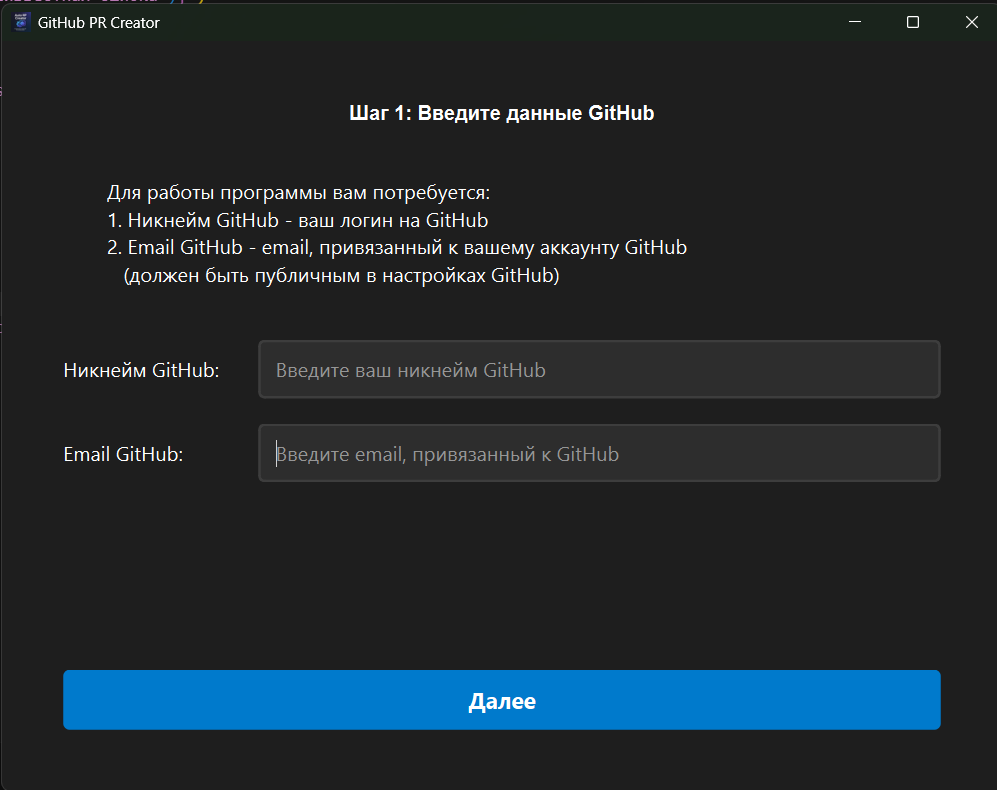 GitHub PR Creator
Шаг 1: Введите данные GitHub
Для работы программы вам потребуется:
1. Никнейм GitHub - ваш логин на GitHub
2. Email GitHub - email, привязанный к вашему аккаунту GitHub
(должен быть публичным в настройках GitHub)
Никнейм GitHub:
Введите ваш никнейм GitHub
Email GitHub:
Введите email, привязанный к GitHub
Далее